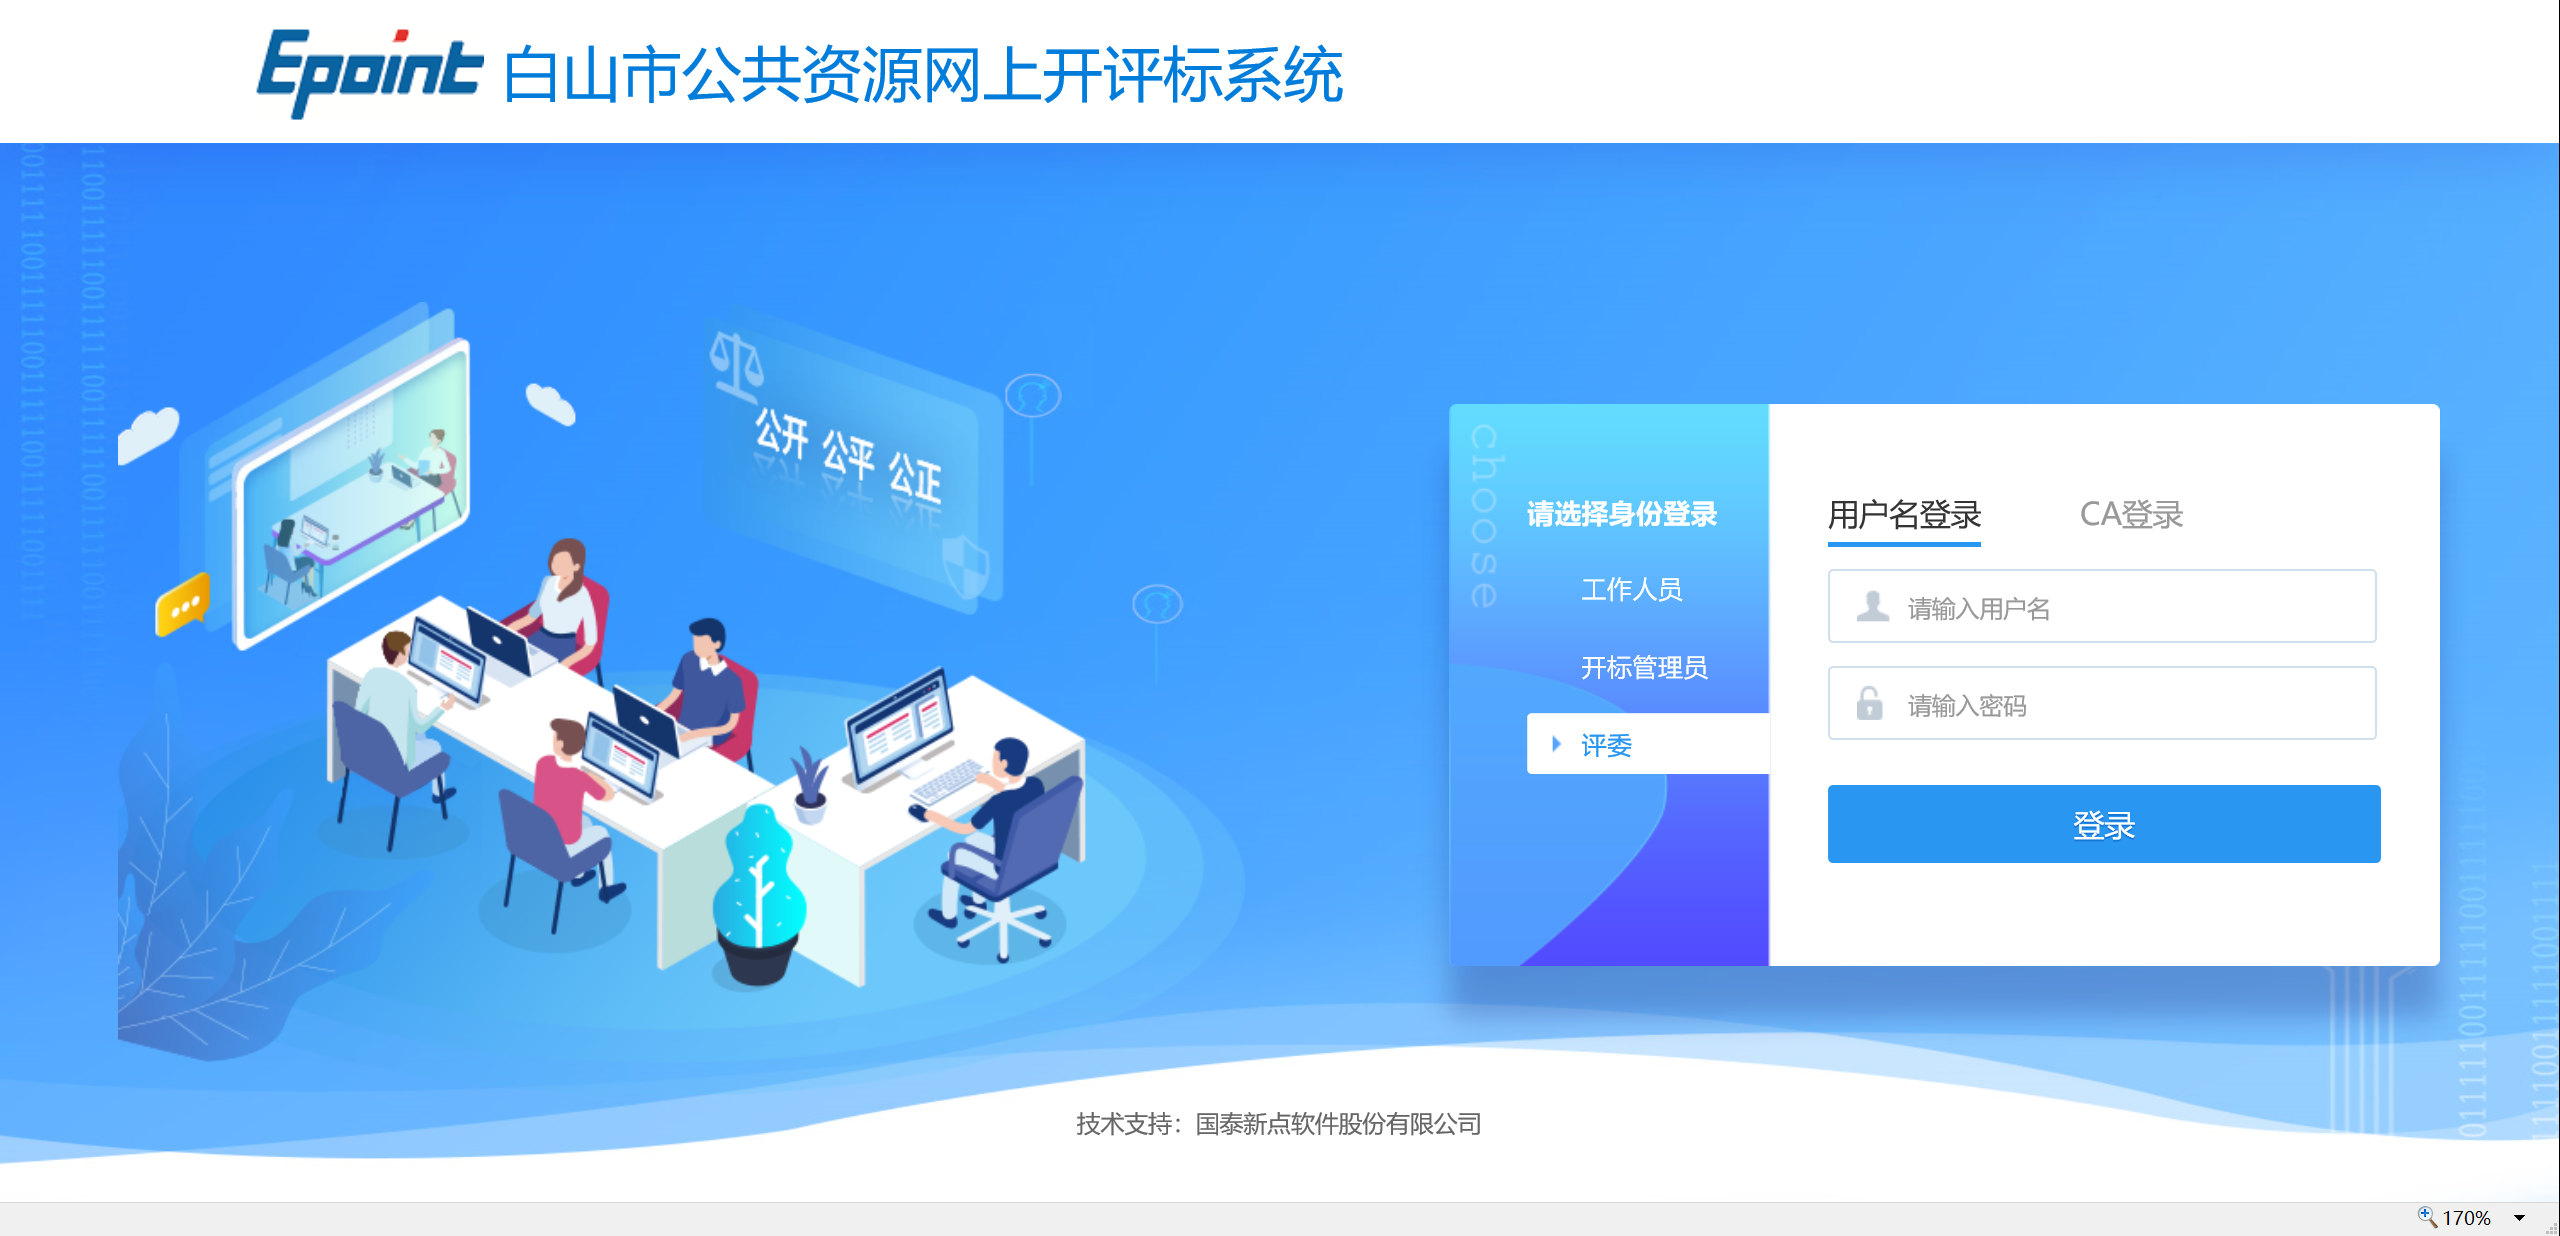 Epoint 白山市公共资源网上开评标系统
公开 公平 公正
choose
请选择身份登录
工作人员
开标管理员
评委
用户名登录 CA登录
请输入用户名
请输入密码
登录
技术支持：国泰新点软件股份有限公司
170%